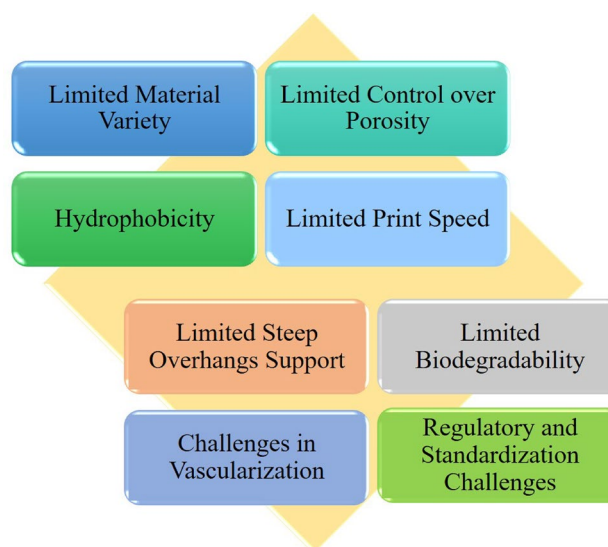 Limited Material
Variety
Limited Control over
Porosity
Hydrophobicity
Limited Print Speed
Limited Steep
Overhangs Support
Limited
Biodegradability
Challenges in
Vascularization
Regulatory and
Standardization
Challenges